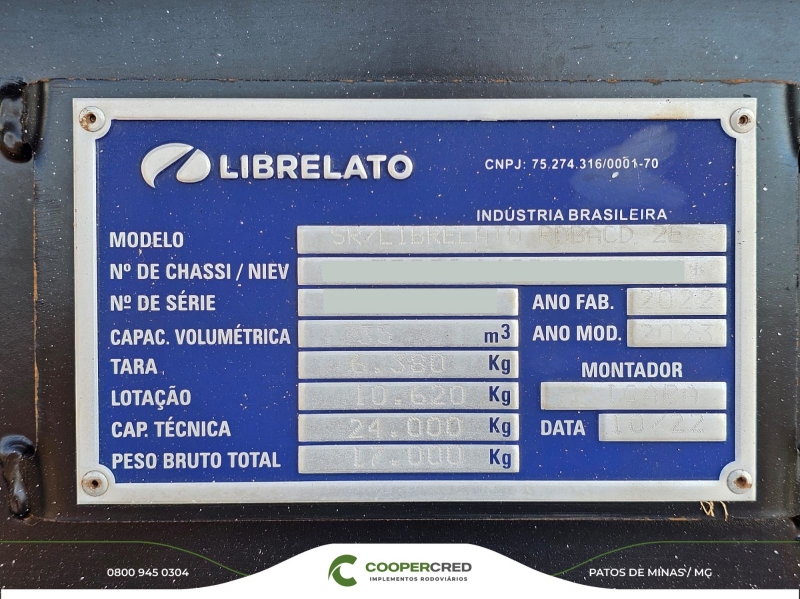 LIBRELATO
CNPJ: 75.274.316/0001-70
INDÚSTRIA BRASILEIRA
MODELO SR/LIBRELATO 2E
Nº DE CHASSI / NIEV *
Nº DE SÉRIE ANO FAB. 2022
CAPAC. VOLUMÉTRICA m³ ANO MOD. 2023
TARA 6.380 Kg MONTADOR
LOTAÇÃO 10.620 Kg
CAP. TÉCNICA 24.000 Kg DATA 10/22
PESO BRUTO TOTAL 17.000 Kg
0800 945 0304
COOPERCRED
IMPLEMENTOS RODOVIÁRIOS
PATOS DE MINAS / MG